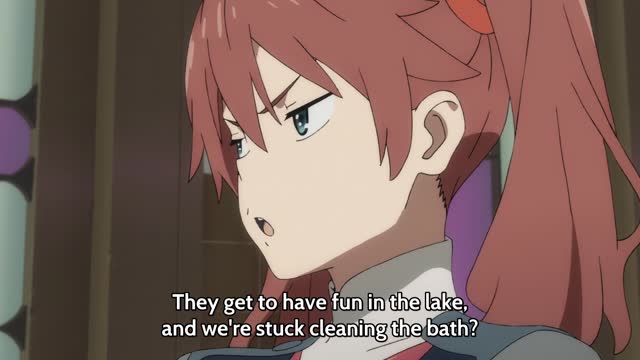 They get to have fun in the lake,
and we're stuck cleaning the bath?